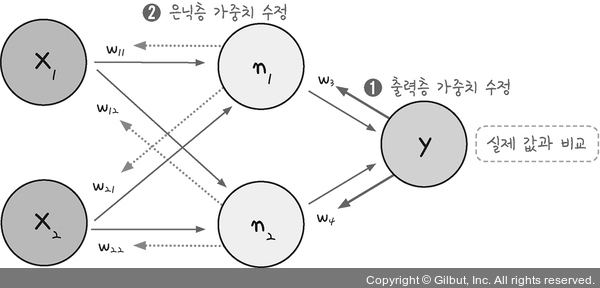 ❷ 은닉층 가중치 수정
x₁
w₁₁
n₁
w₃
❶ 출력층 가중치 수정
w₁₂
y
실제 값과 비교
w₂₁
x₂
w₂₂
n₂
w₄
Copyright © Gilbut, Inc. All rights reserved.